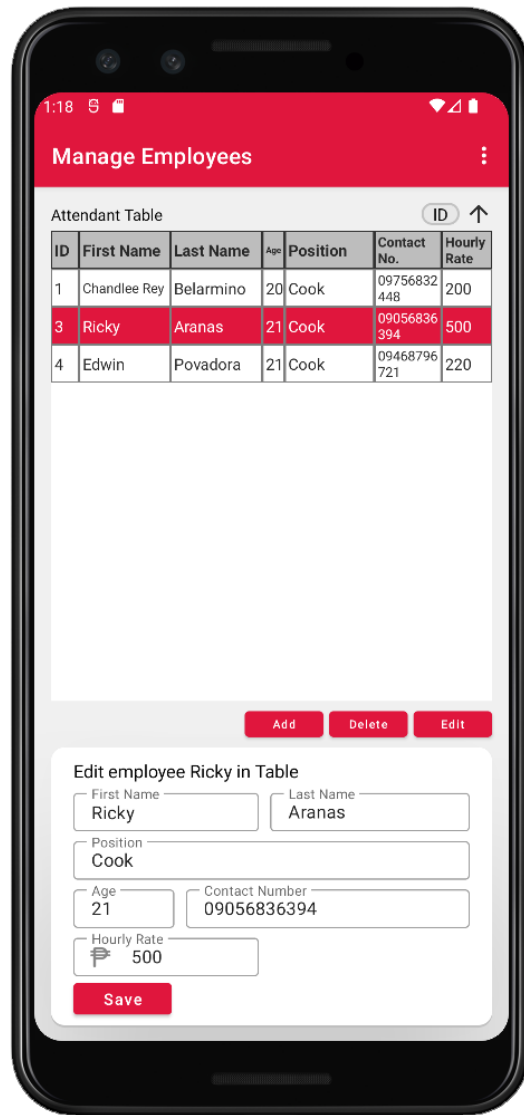 1:18
Manage Employees
Attendant Table ID
ID First Name Last Name Age Position Contact No. Hourly Rate
1 Chandlee Rey Belarmino 20 Cook 09756832448 200
3 Ricky Aranas 21 Cook 09056836394 500
4 Edwin Povadora 21 Cook 09468796721 220
Add Delete Edit
Edit employee Ricky in Table
First Name Last Name
Ricky Aranas
Position
Cook
Age Contact Number
21 09056836394
Hourly Rate
₱ 500
Save